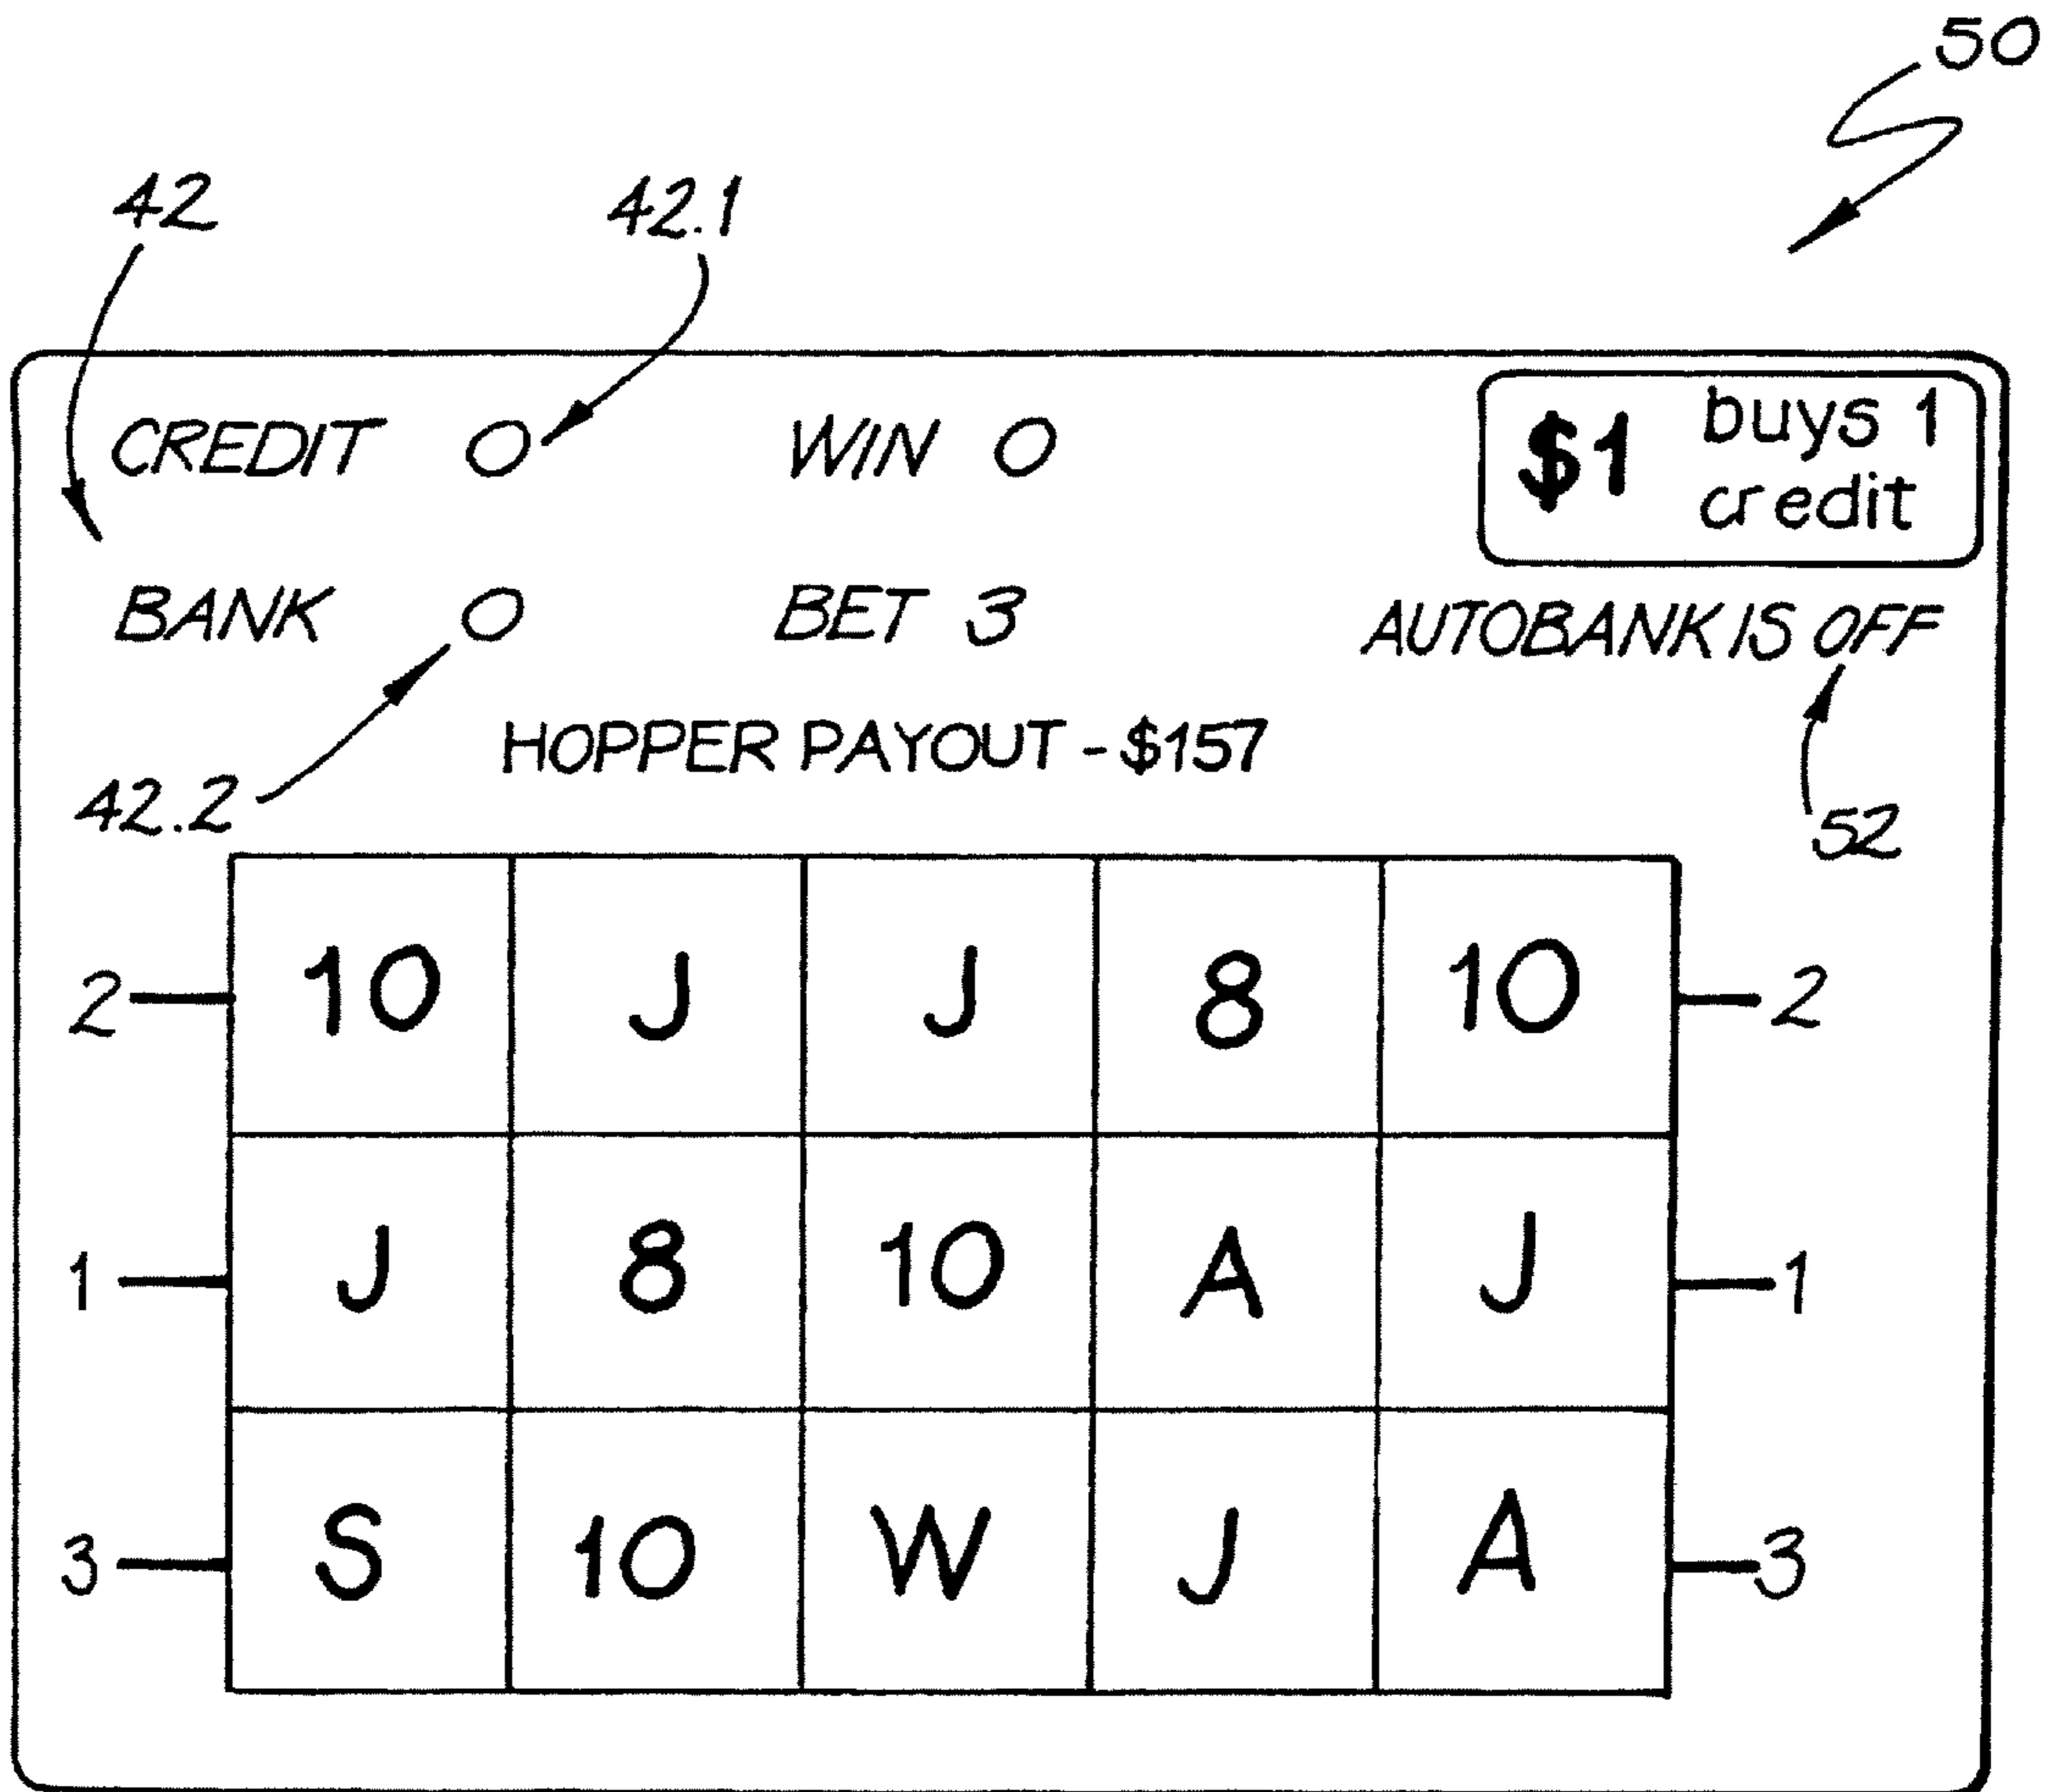 50
42 42.1
CREDIT 0 WIN 0 $1 buys 1
credit
BANK 0 BET 3 AUTOBANK IS OFF
HOPPER PAYOUT - $157
42.2 52
2 10 J J 8 10 2
1 J 8 10 A J 1
3 S 10 W J A 3